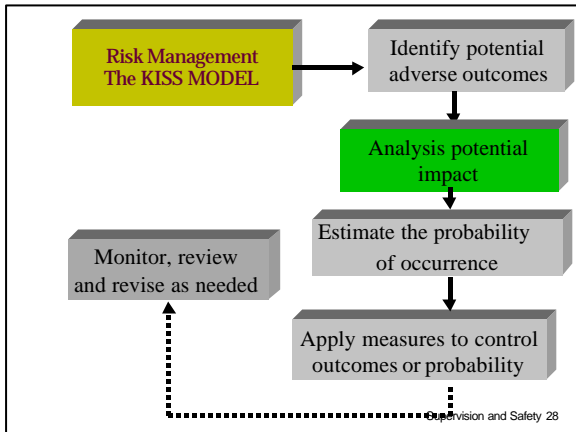 Risk Management
The KISS MODEL
Identify potential
adverse outcomes
Analysis potential
impact
Estimate the probability
of occurrence
Monitor, review
and revise as needed
Apply measures to control
outcomes or probability
Supervision and Safety 28